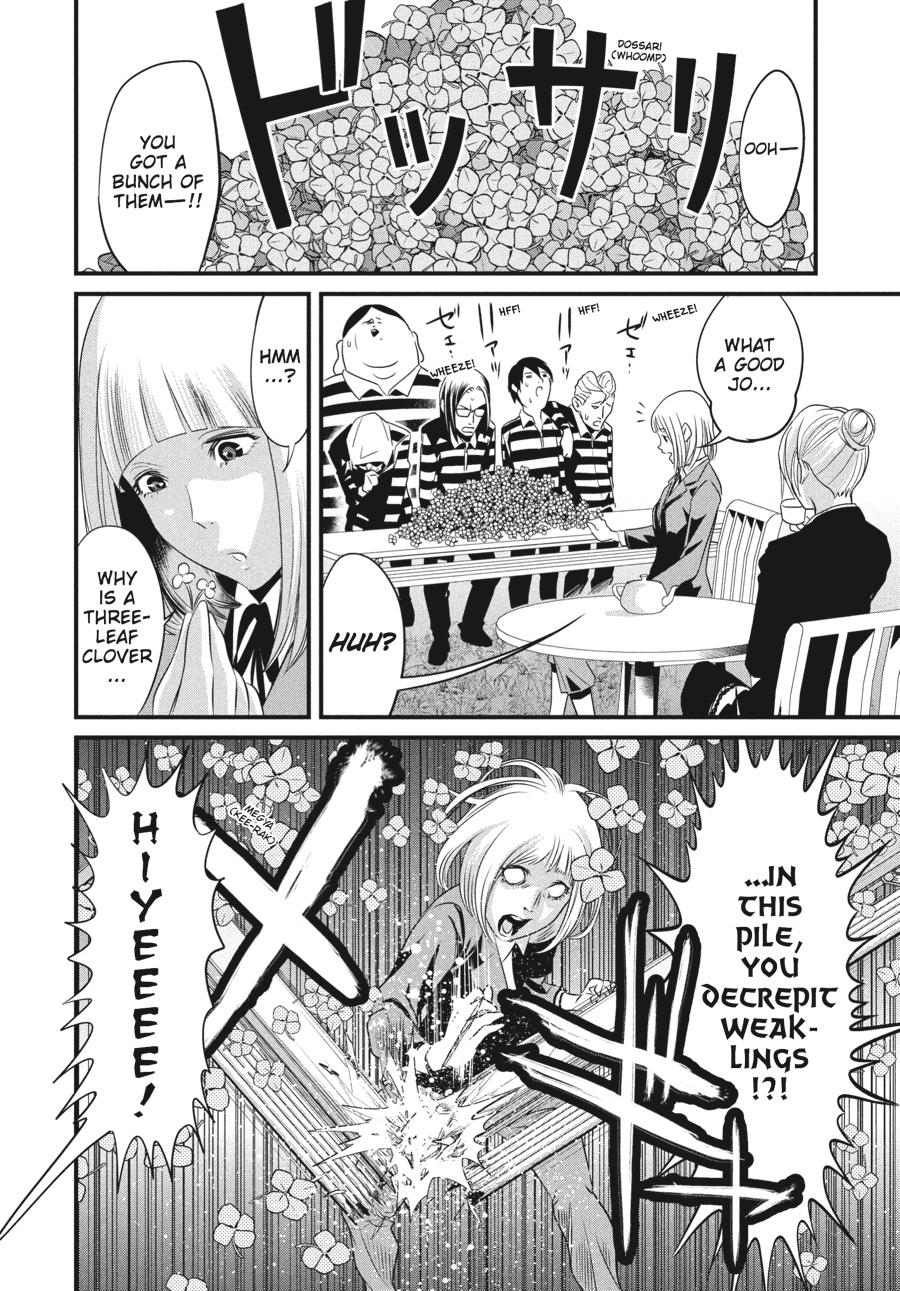 OOH—
DOSSARI
(WHOOMP)
ドッサリ
YOU
GOT A
BUNCH OF
THEM—!!
WHAT
A GOOD
JO...
WHEEZE!
ゼェ
HFF!
HFF!
ハァ
ハァ
WHEEZE!
ゼェ...
HUH?
HMM
...?
WHY
IS A
THREE-
LEAF
CLOVER
...
...IN
THIS
PILE,
YOU
DECREPIT
WEAK-
LINGS
!?!
MEGYA
(KEE-RAK)
メギャ
HIYEEEE!